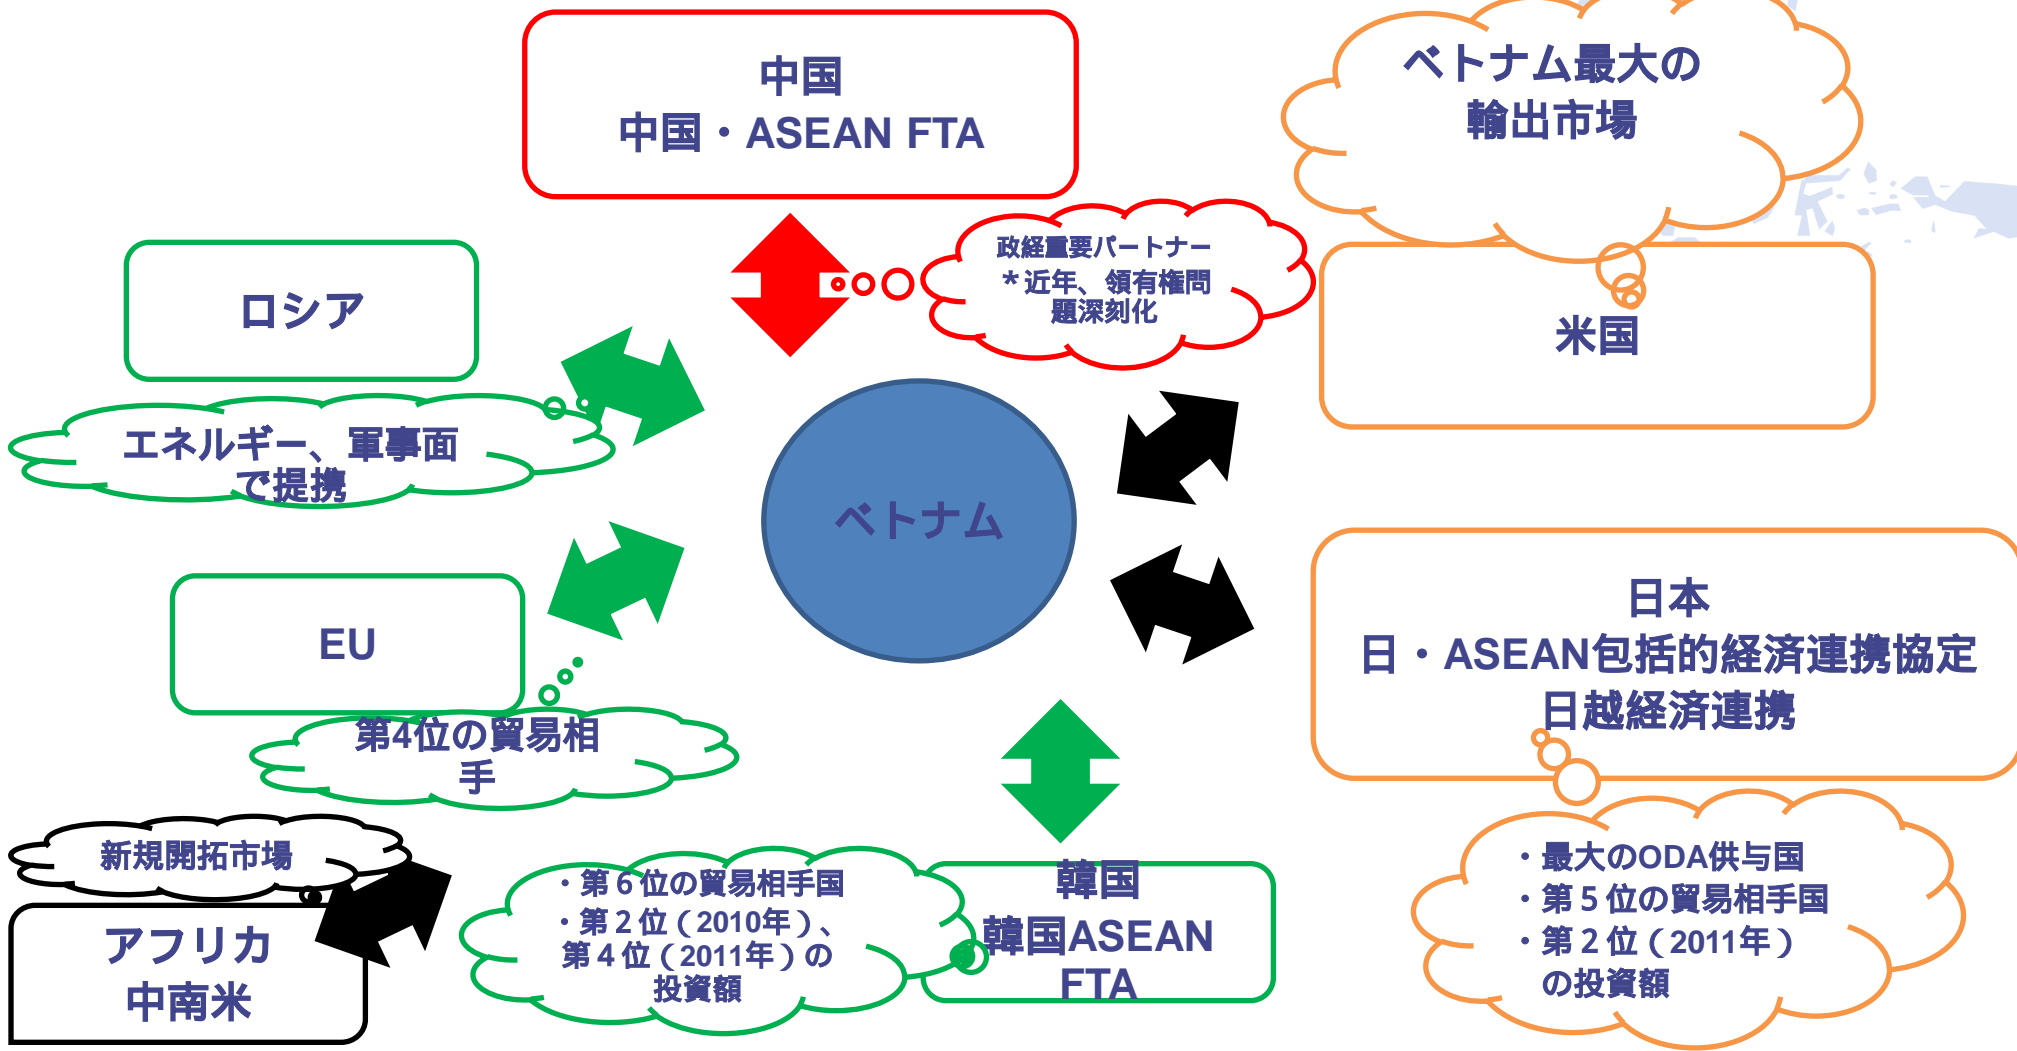 中国
中国・ASEAN FTA
ベトナム最大の
輸出市場
政経重要パートナー
*近年、領有権問
題深刻化
ロシア
米国
エネルギー、軍事面
で提携
ベトナム
EU
日本
日・ASEAN包括的経済連携協定
日越経済連携
第4位の貿易相
手
新規開拓市場
アフリカ
中南米
・第６位の貿易相手国
・第２位（2010年）、
第４位（2011年）の
投資額
韓国
韓国ASEAN
FTA
・最大のODA供与国
・第５位の貿易相手国
・第２位（2011年）
の投資額